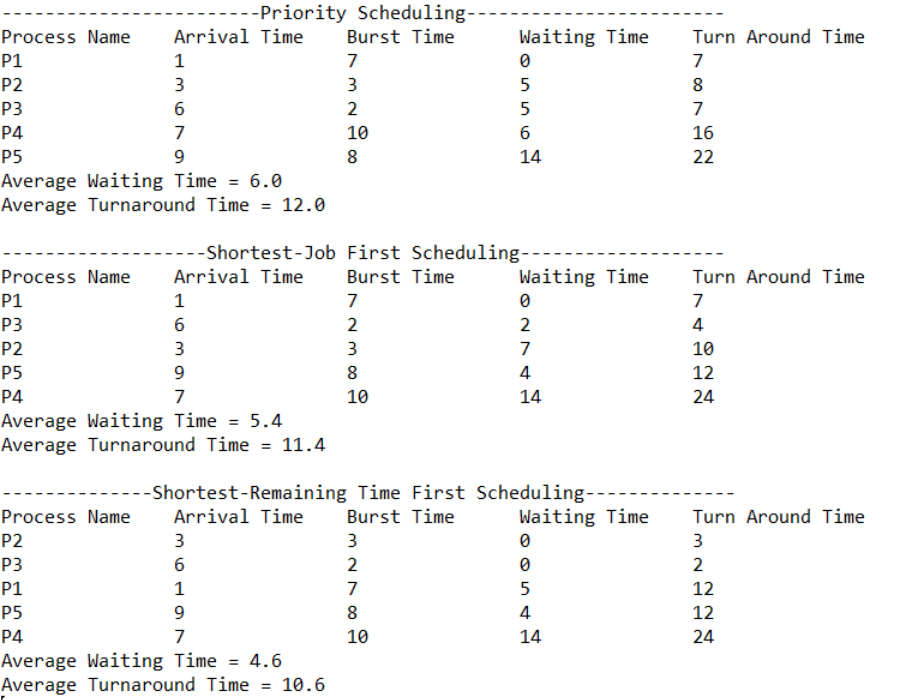 ------------------------Priority Scheduling------------------------
Process Name    Arrival Time    Burst Time      Waiting Time    Turn Around Time
P1              1               7               0               7
P2              3               3               5               8
P3              6               2               5               7
P4              7               10              6               16
P5              9               8               14              22
Average Waiting Time = 6.0
Average Turnaround Time = 12.0

-------------------Shortest-Job First Scheduling-------------------
Process Name    Arrival Time    Burst Time      Waiting Time    Turn Around Time
P1              1               7               0               7
P3              6               2               2               4
P2              3               3               7               10
P5              9               8               4               12
P4              7               10              14              24
Average Waiting Time = 5.4
Average Turnaround Time = 11.4

--------------Shortest-Remaining Time First Scheduling--------------
Process Name    Arrival Time    Burst Time      Waiting Time    Turn Around Time
P2              3               3               0               3
P3              6               2               0               2
P1              1               7               5               12
P5              9               8               4               12
P4              7               10              14              24
Average Waiting Time = 4.6
Average Turnaround Time = 10.6